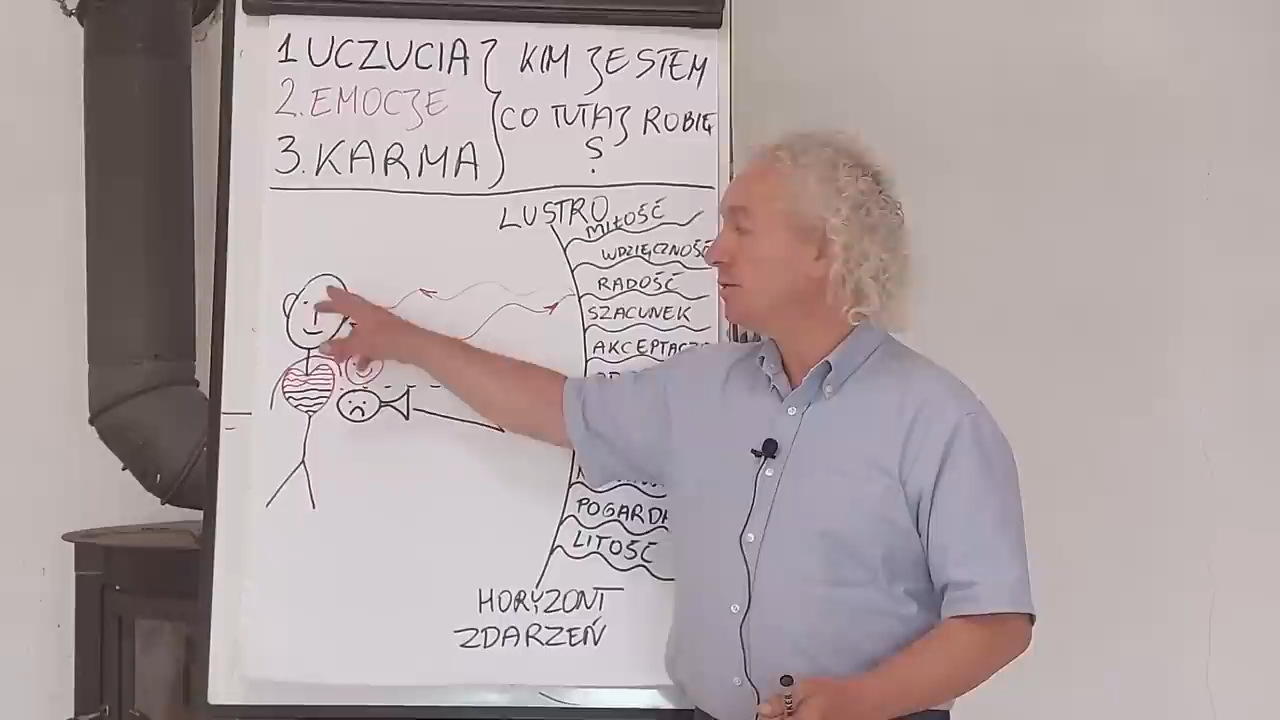 1 UCZUCIA KIM JESTEM
2. EMOCJE CO TUTAJ ROBIĘ
3. KARMA ?
LUSTRO
MIŁOŚĆ
WDZIĘCZNOŚĆ
RADOŚĆ
SZACUNEK
AKCEPTACJ
POGARDA
LITOŚĆ
HORYZONT
ZDARZEŃ